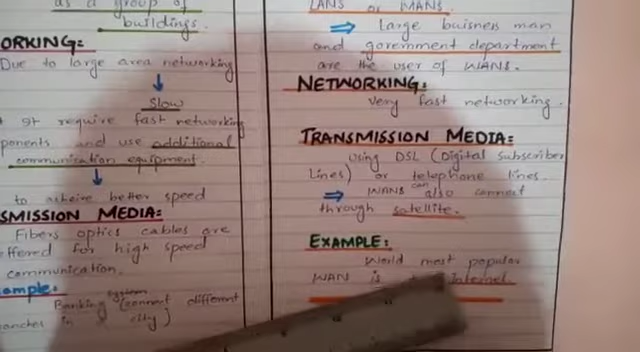 as a group of
buildings.
ORKING:
Due to large area networking
Slow
It require fast networking
ponents and use additional
communication equipment.
to acheive better speed
SMISSION MEDIA:
Fibers optics cables are
ffered for high speed
communication.
ample:
Banking system [connect different
anches in city]
LANS or MANS.
⇒ Large buisness man
and government department
are the user of WANS.
NETWORKING:
Very fast networking.
TRANSMISSION MEDIA:
using DSL (Digital Subscriber
Lines) or telephone lines.
⇒ WANS can also connect
through satellite.
EXAMPLE:
World most popular
WAN is Internet.